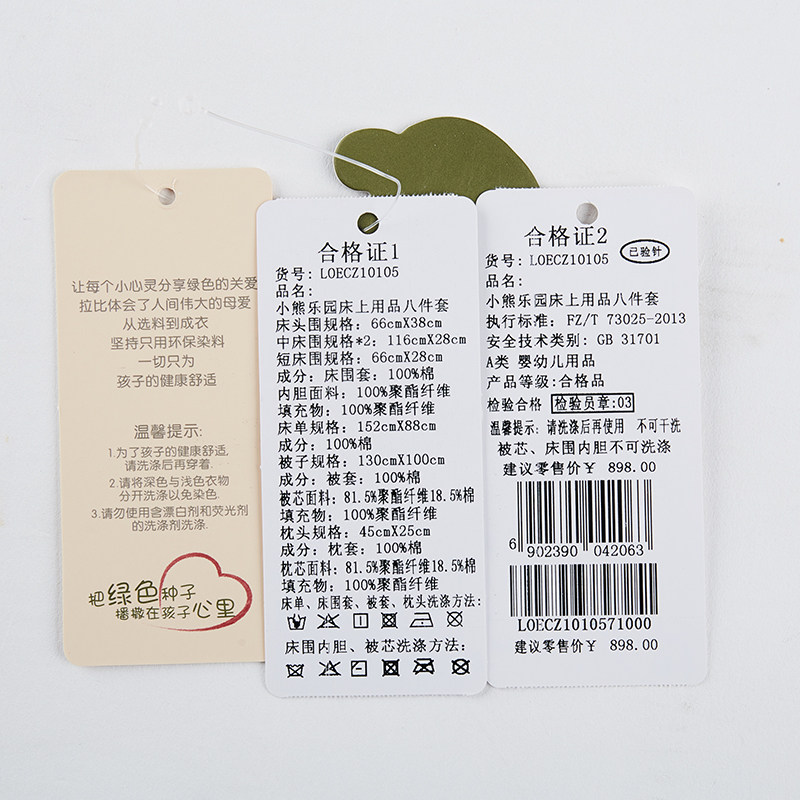 让每个小心灵分享绿色的关爱
拉比体会了人间伟大的母爱
从选料到成衣
坚持只用环保染料
一切只为
孩子的健康舒适
温馨提示:
1.为了孩子的健康舒适,
请洗涤后再穿着.
2.请将深色与浅色衣物
分开洗涤以免染色.
3.请勿使用含漂白剂和荧光剂
的洗涤剂洗涤.
把绿色种子
播撒在孩子心里
合格证1
货号: LOECZ10105
品名:
小熊乐园床上用品八件套
床头围规格: 66cmX38cm
中床围规格*2: 116cmX28cm
短床围规格: 66cmX28cm
成分: 床围套: 100%棉
内胆面料: 100%聚酯纤维
填充物: 100%聚酯纤维
床单规格: 152cmX88cm
成分: 100%棉
被子规格: 130cmX100cm
成分: 被套: 100%棉
被芯面料: 81.5%聚酯纤维18.5%棉
填充物: 100%聚酯纤维
枕头规格: 45cmX25cm
成分: 枕套: 100%棉
枕芯面料: 81.5%聚酯纤维18.5%棉
填充物: 100%聚酯纤维
床单、床围套、被套、枕头洗涤方法:
床围内胆、被芯洗涤方法:
合格证2
已验针
货号: LOECZ10105
品名:
小熊乐园床上用品八件套
执行标准: FZ/T 73025-2013
安全技术类别: GB 31701
A类 婴幼儿用品
产品等级:合格品
检验合格 检验员章:03
温馨提示: 请洗涤后再使用 不可干洗
被芯、床围内胆不可洗涤
建议零售价￥ 898.00
6 902390 042063
LOECZ1010571000
建议零售价￥ 898.00